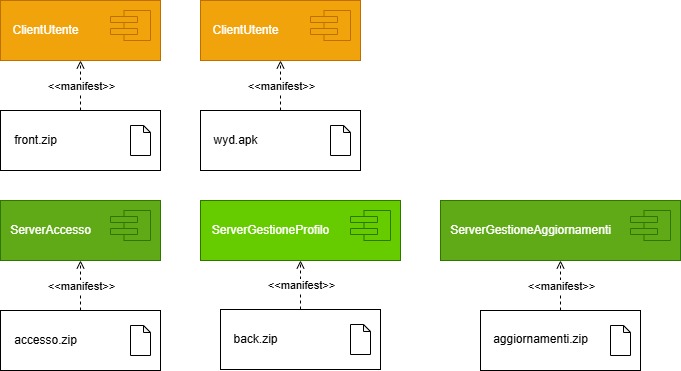 ClientUtente
ClientUtente
<<manifest>>
<<manifest>>
front.zip
wyd.apk
ServerAccesso
ServerGestioneProfilo
ServerGestioneAggiornamenti
<<manifest>>
<<manifest>>
<<manifest>>
accesso.zip
back.zip
aggiornamenti.zip